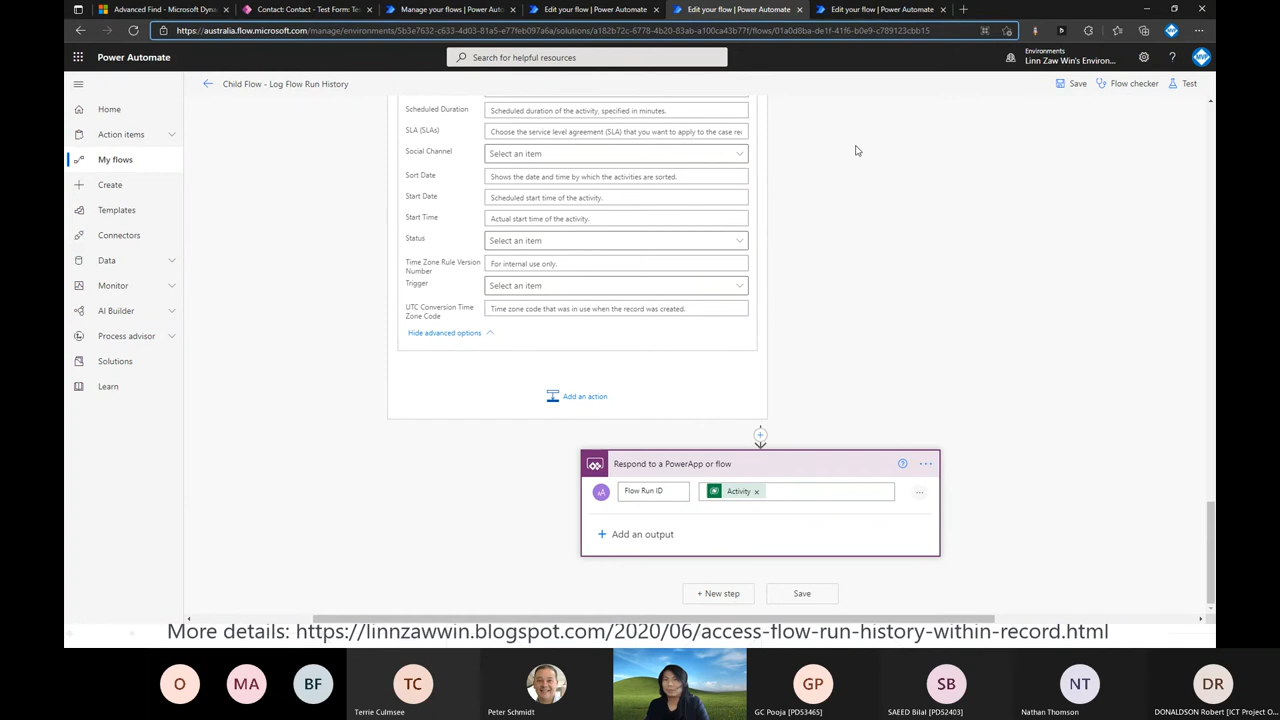 Advanced Find - Microsoft Dyna
Contact: Contact - Test Form: Te
Manage your flows | Power Auto
Edit your flow | Power Automate
Edit your flow | Power Automate
Edit your flow | Power Automate
https://australia.flow.microsoft.com/manage/environments/5b3e7632-c633-4d03-81a5-e77feb097a6a/solutions/a182b72c-6778-4b20-83ab-a100ca43b77f/flows/01a0d8ba-de1f-41f6-b0e9-c789123cbb15
Power Automate
Search for helpful resources
Environments
Linn Zaw Win's Environ...
Child Flow - Log Flow Run History
Save
Flow checker
Test
Home
Action items
My flows
Create
Templates
Connectors
Data
Monitor
AI Builder
Process advisor
Solutions
Learn
Scheduled Duration
Scheduled duration of the activity, specified in minutes.
SLA (SLAs)
Choose the service level agreement (SLA) that you want to apply to the case rec
Social Channel
Select an item
Sort Date
Shows the date and time by which the activities are sorted.
Start Date
Scheduled start time of the activity.
Start Time
Actual start time of the activity.
Status
Select an item
Time Zone Rule Version
Number
For internal use only.
Trigger
Select an item
UTC Conversion Time
Zone Code
Time zone code that was in use when the record was created.
Hide advanced options
Add an action
Respond to a PowerApp or flow
Flow Run ID
Activity
Add an output
+ New step
Save
More details: https://linnzawwin.blogspot.com/2020/06/access-flow-run-history-within-record.html
O
MA
BF
TC
Terrie Culmsee
Peter Schmidt
GP
GC Pooja [PD53465]
SB
SAEED Bilal [PD52403]
NT
Nathan Thomson
DR
DONALDSON Robert [ICT Project O...